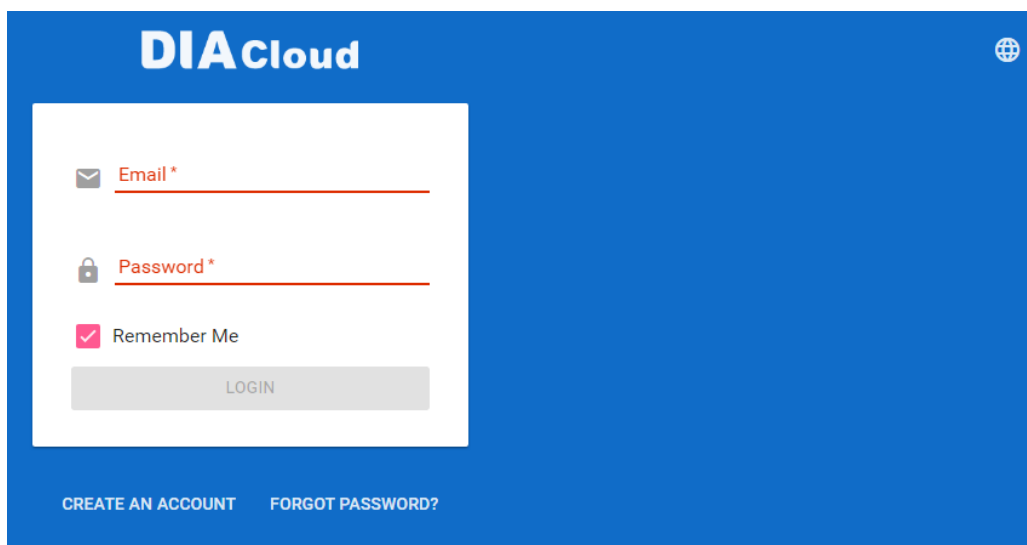 DIACloud
Email *
Password *
Remember Me
LOGIN
CREATE AN ACCOUNT FORGOT PASSWORD?